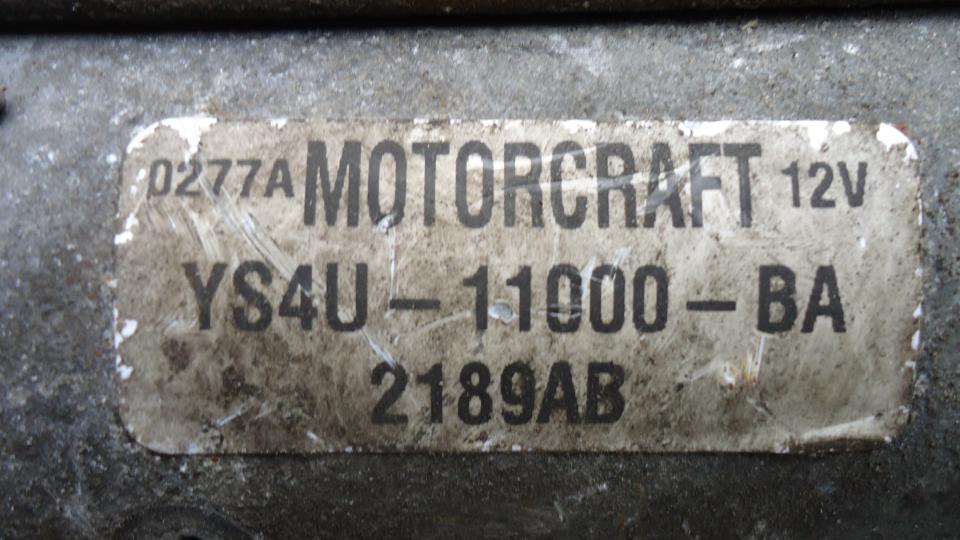 0277A MOTORCRAFT 12V
YS4U-11000-BA
2189AB